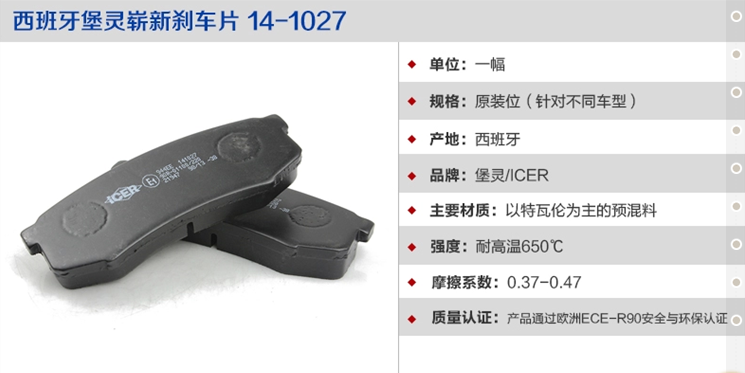 西班牙堡灵崭新刹车片 14-1027
单位：一幅
规格：原装位（针对不同车型）
产地：西班牙
品牌：堡灵/ICER
主要材质：以特瓦伦为主的预混料
强度：耐高温650℃
摩擦系数：0.37-0.47
质量认证：产品通过欧洲ECE-R90安全与环保认证
ICER
E1
141027
21947